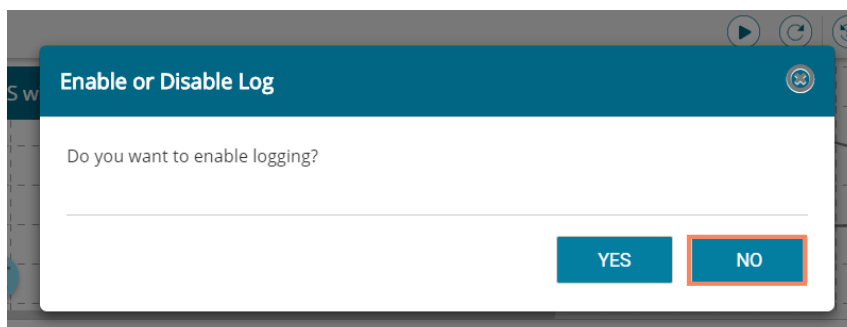 Enable or Disable Log
S w
Do you want to enable logging?
YES
NO